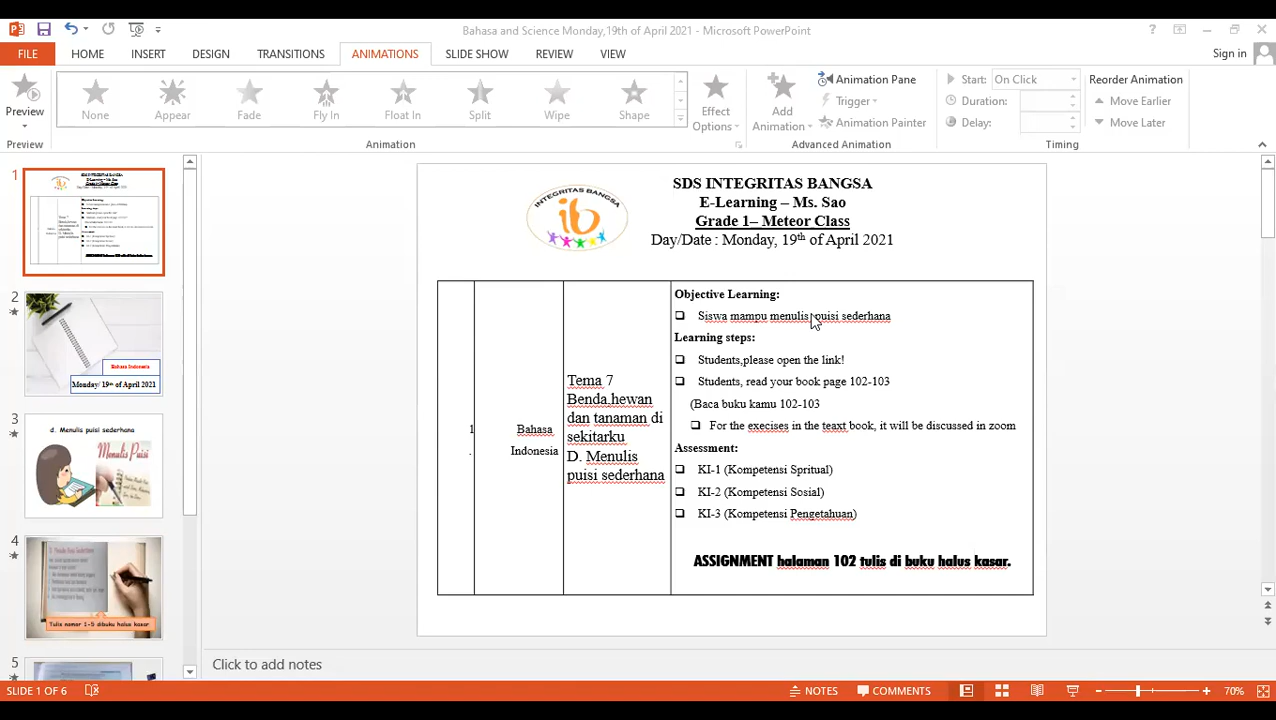 Bahasa and Science Monday,19th of April 2021 - Microsoft PowerPoint
Sign in
FILE HOME INSERT DESIGN TRANSITIONS ANIMATIONS SLIDE SHOW REVIEW VIEW
Preview
None Appear Fade Fly In Float In Split Wipe Shape
Effect Options
Add Animation
Animation Pane
Trigger
Animation Painter
Start: On Click
Duration:
Delay:
Reorder Animation
Move Earlier
Move Later
Preview Animation Advanced Animation Timing
1
2
Bahasa Indonesia
Monday/ 19th of April 2021
3
d. Menulis puisi sederhana
Menulis Puisi
4
Tulis nomor 1-5 dibuku halus kasar
5
INTEGRITAS BANGSA
ib
SDS INTEGRITAS BANGSA
E-Learning – Ms. Sao
Grade 1– Meteor Class
Day/Date : Monday, 19th of April 2021
1
.
Bahasa
Indonesia
Tema 7
Benda,hewan
dan tanaman di
sekitarku
D. Menulis
puisi sederhana
Objective Learning:
Siswa mampu menulis puisi sederhana
Learning steps:
Students,please open the link!
Students, read your book page 102-103
(Baca buku kamu 102-103
For the execises in the teaxt book, it will be discussed in zoom
Assessment:
KI-1 (Kompetensi Spritual)
KI-2 (Kompetensi Sosial)
KI-3 (Kompetensi Pengetahuan)
ASSIGNMENT halaman 102 tulis di buku halus kasar.
Click to add notes
SLIDE 1 OF 6
NOTES
COMMENTS
70%